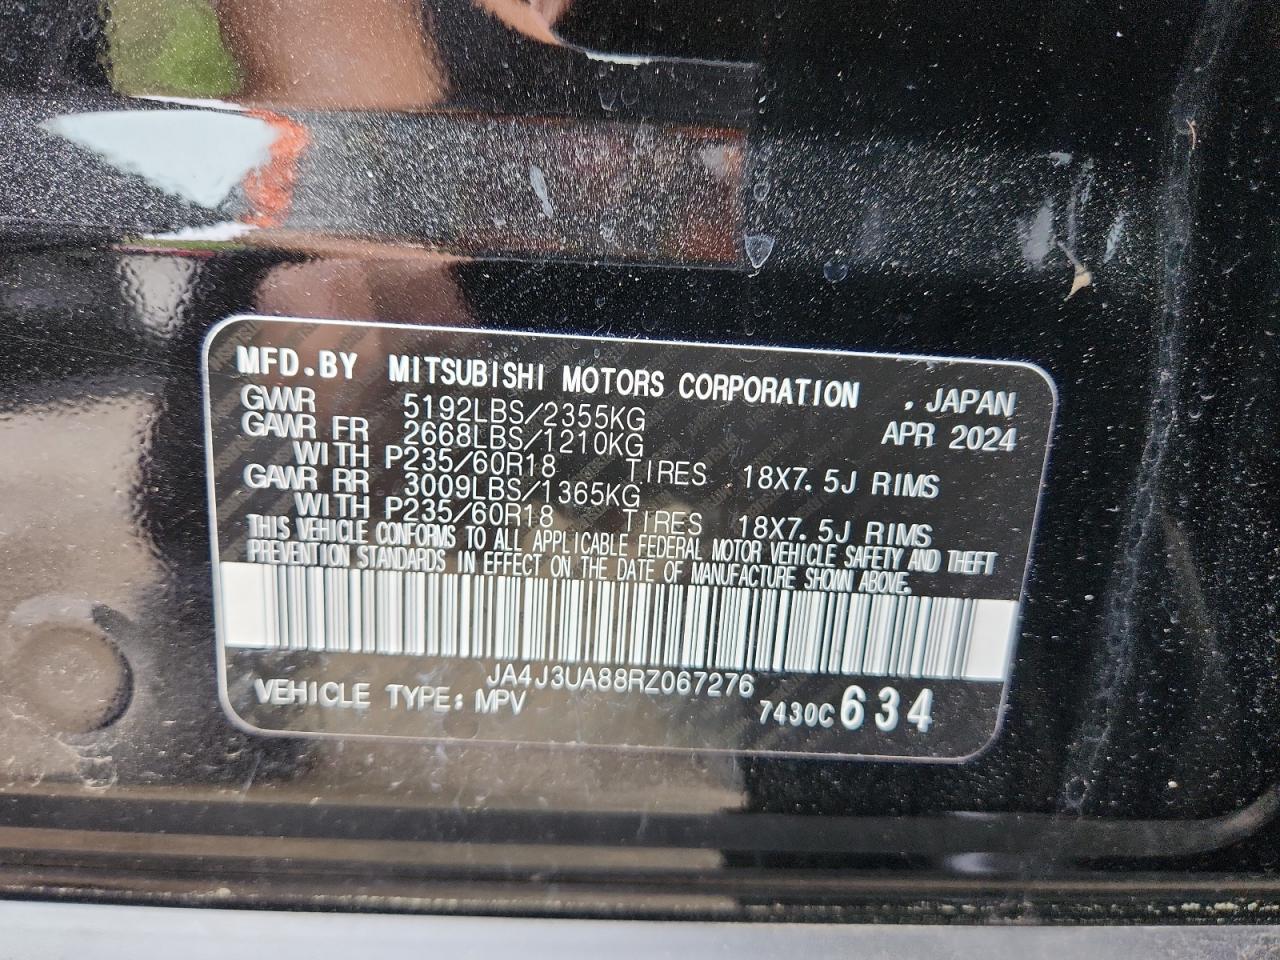 MFD.BY MITSUBISHI MOTORS CORPORATION , JAPAN
GWR 5192LBS/2355KG APR 2024
GAWR FR 2668LBS/1210KG
WITH P235/60R18 TIRES 18X7.5J RIMS
GAWR RR 3009LBS/1365KG
WITH P235/60R18 TIRES 18X7.5J RIMS
THIS VEHICLE CONFORMS TO ALL APPLICABLE FEDERAL MOTOR VEHICLE SAFETY AND THEFT
PREVENTION STANDARDS IN EFFECT ON THE DATE OF MANUFACTURE SHOWN ABOVE.
JA4J3UA88RZ067276
VEHICLE TYPE: MPV 7430C 634